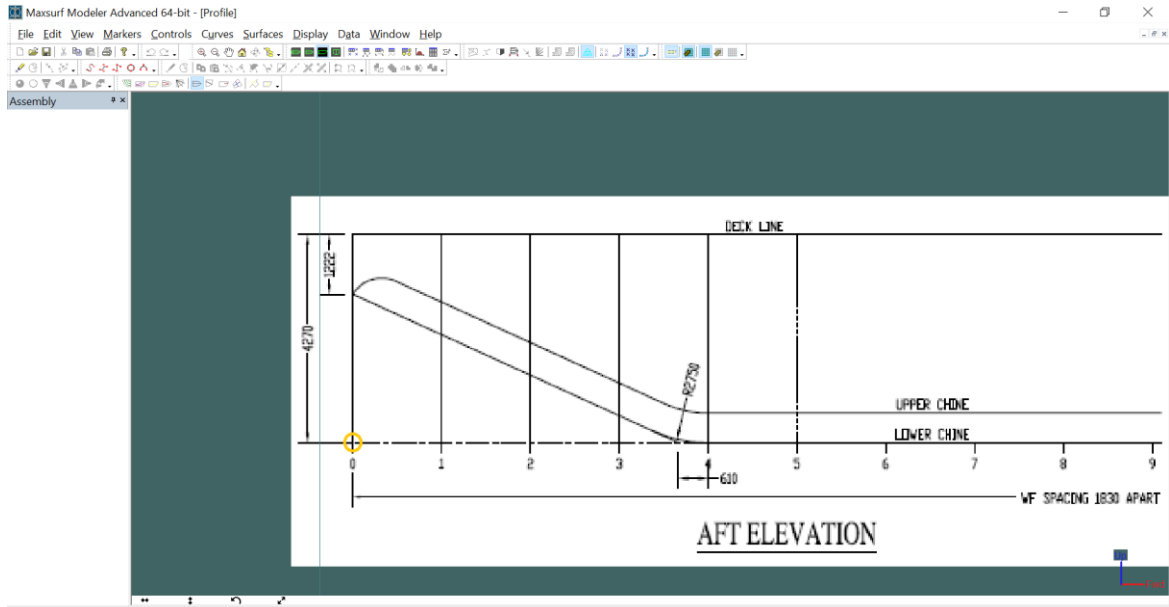 Maxsurf Modeler Advanced 64-bit - [Profile]
File Edit View Markers Controls Curves Surfaces Display Data Window Help
Assembly
DECK LINE
1222
4270
R2750
UPPER CHINE
LOWER CHINE
0 1 2 3 4 5 6 7 8 9
610
WF SPACING 1830 APART
AFT ELEVATION
Up